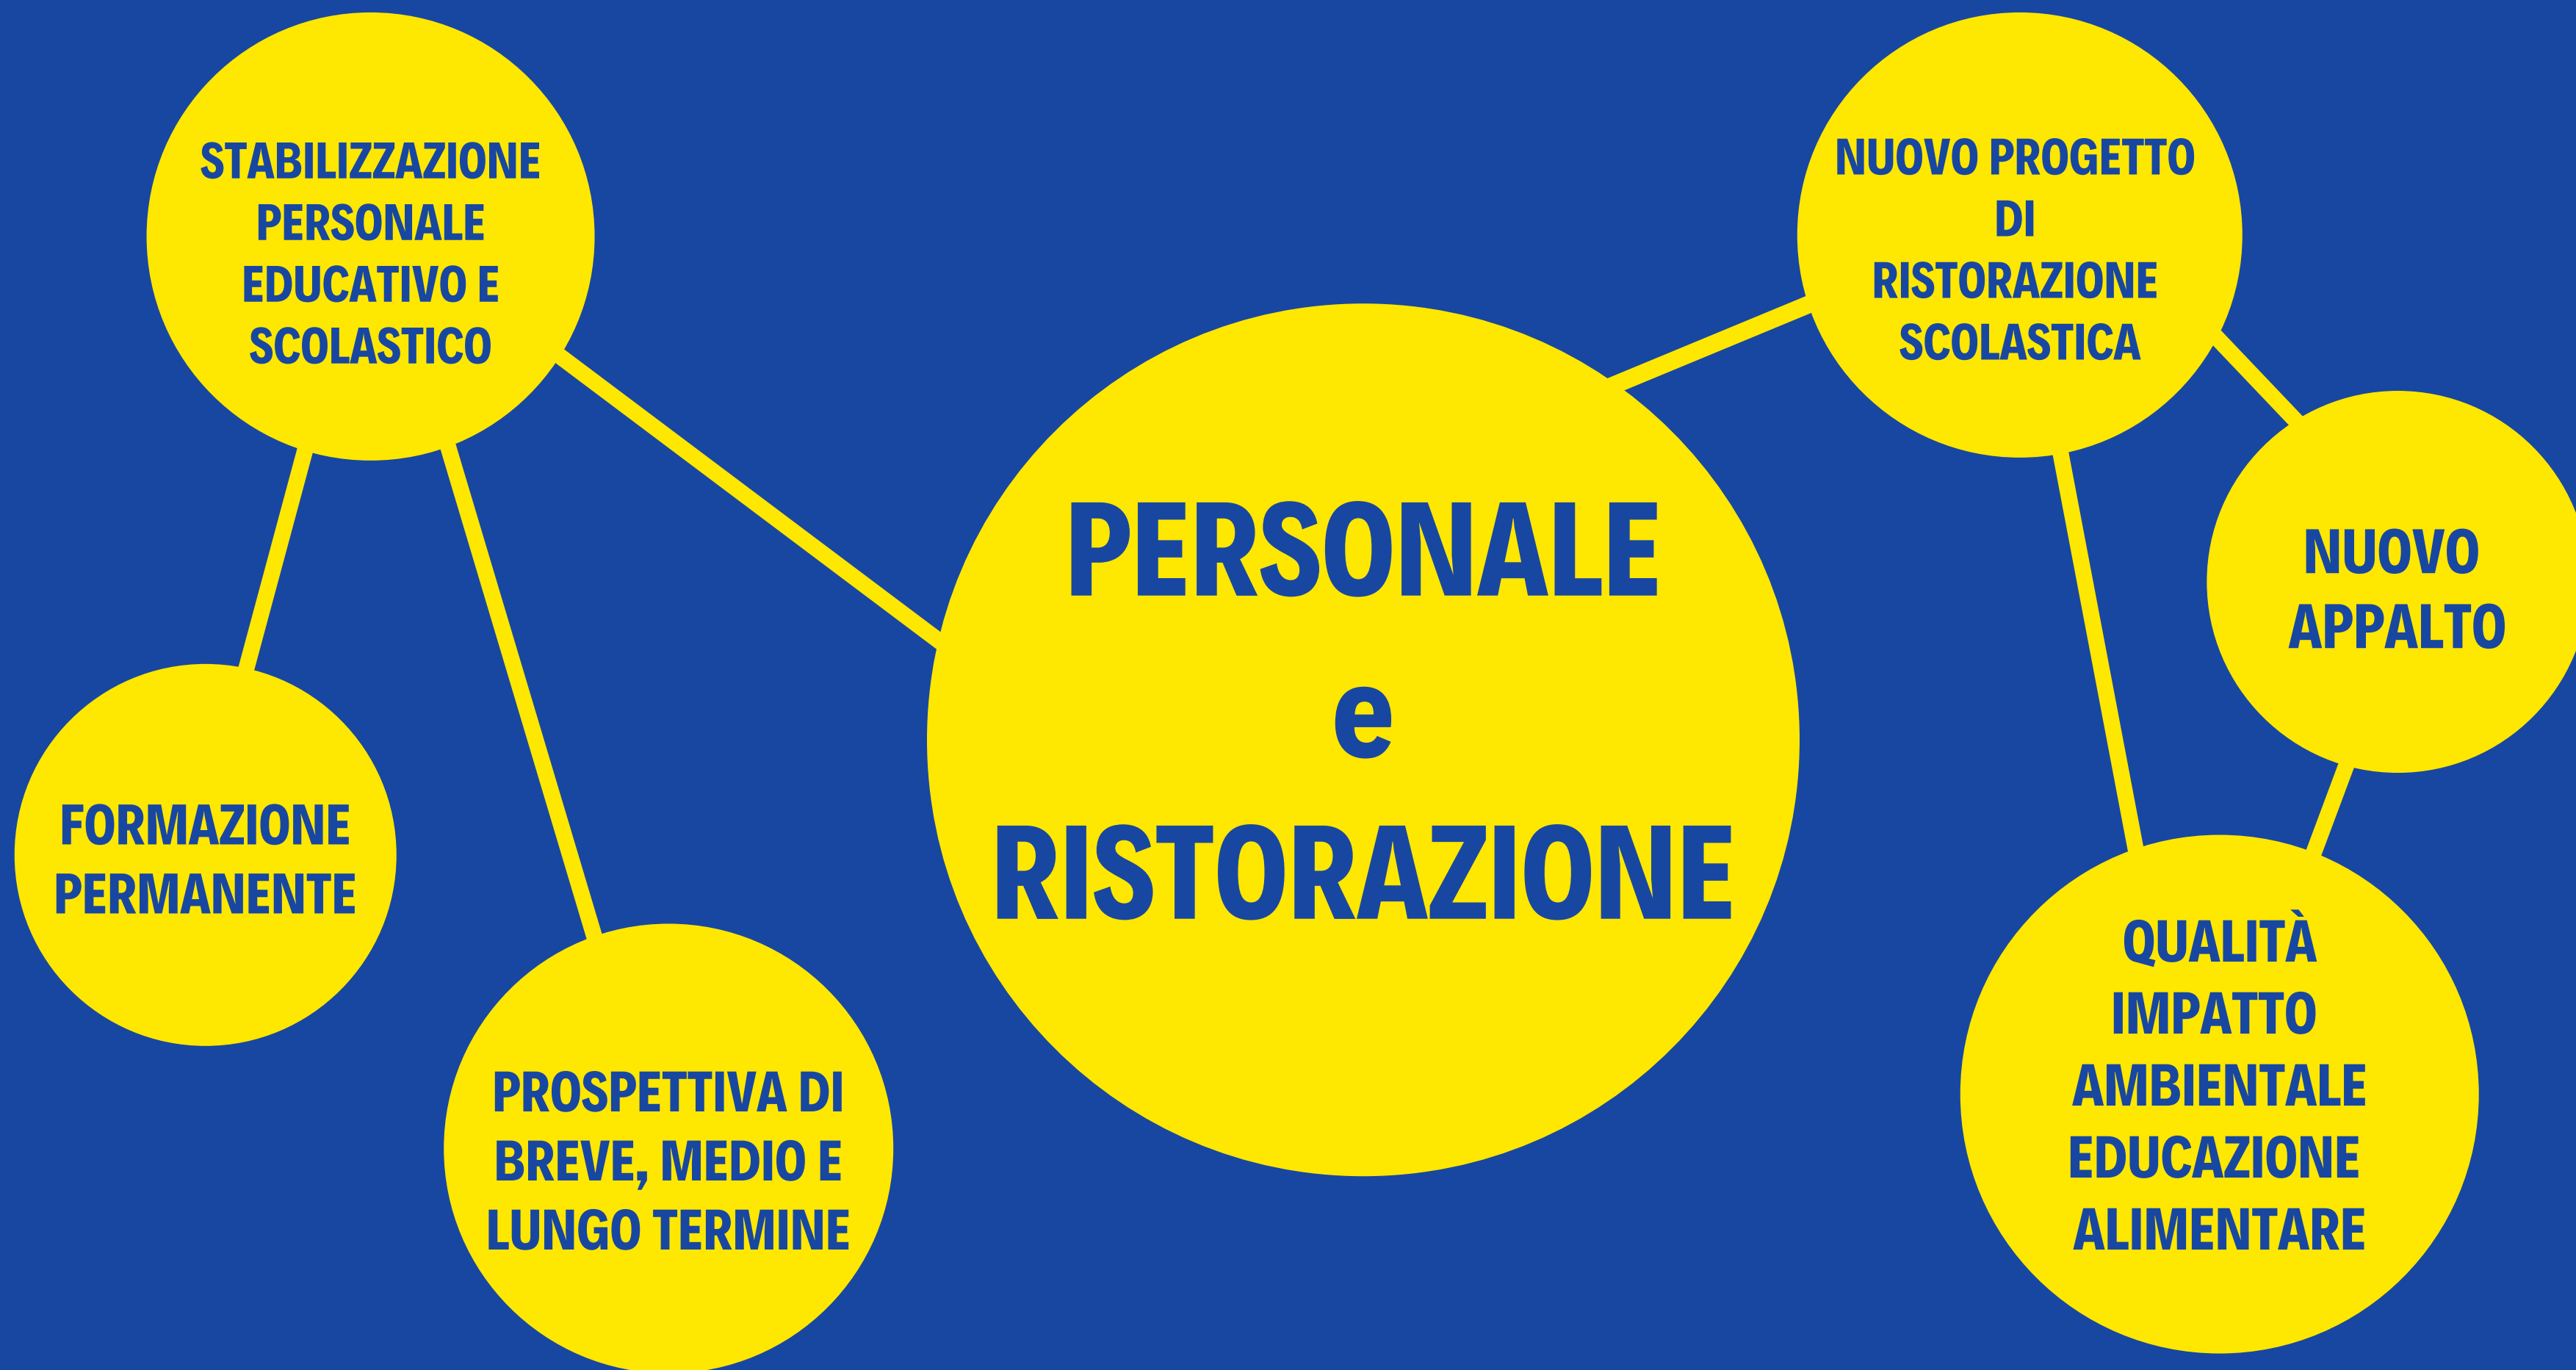 STABILIZZAZIONE
PERSONALE
EDUCATIVO E
SCOLASTICO
FORMAZIONE
PERMANENTE
PROSPETTIVA DI
BREVE, MEDIO E
LUNGO TERMINE
PERSONALE
e
RISTORAZIONE
NUOVO PROGETTO
DI
RISTORAZIONE
SCOLASTICA
NUOVO
APPALTO
QUALITÀ
IMPATTO
AMBIENTALE
EDUCAZIONE
ALIMENTARE